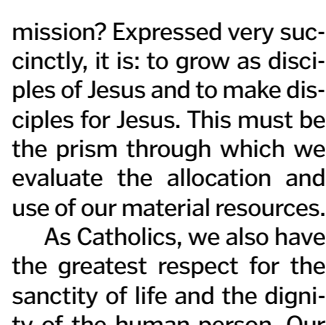 mission? Expressed very suc-
cinctly, it is: to grow as disci-
ples of Jesus and to make dis-
ciples for Jesus. This must be
the prism through which we
evaluate the allocation and
use of our material resources.
As Catholics, we also have
the greatest respect for the
sanctity of life and the digni-
ty of the human person. Our